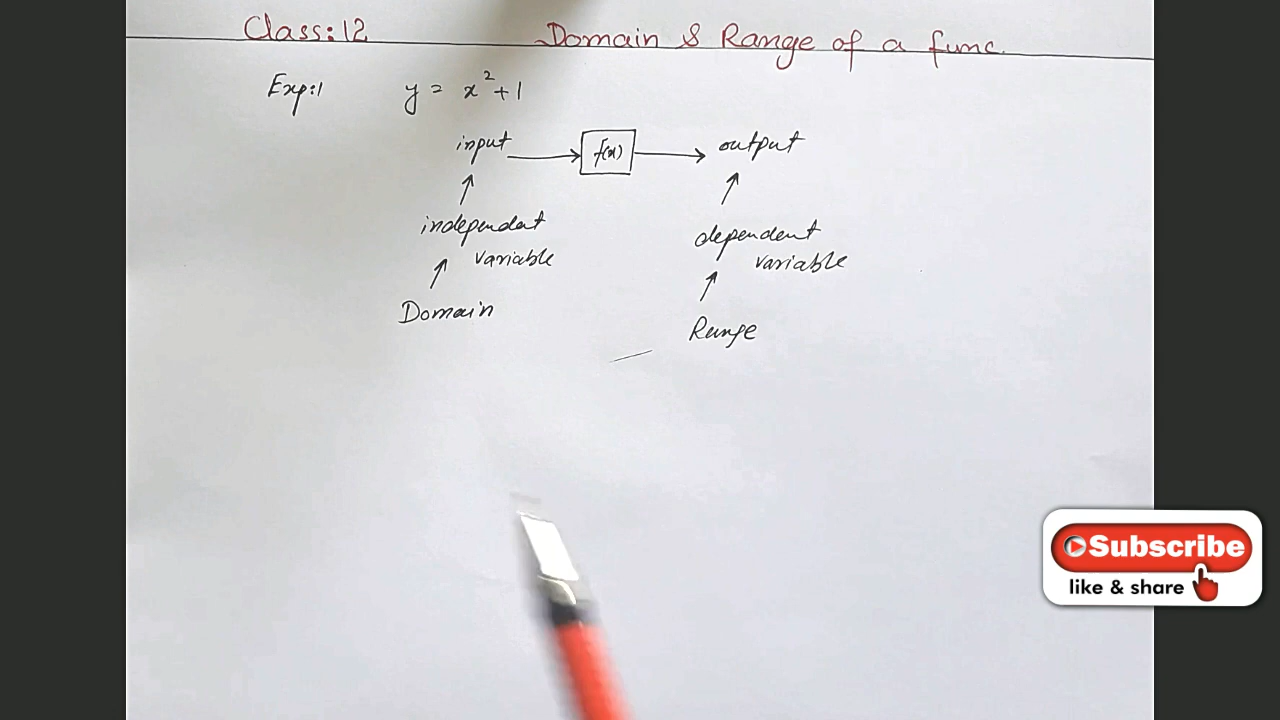 Class:12 Domain & Range of a func.
Exp:1 y = x²+1
input → f(x) → output
independat variable
dependent variable
Domain
Range
Subscribe
like & share